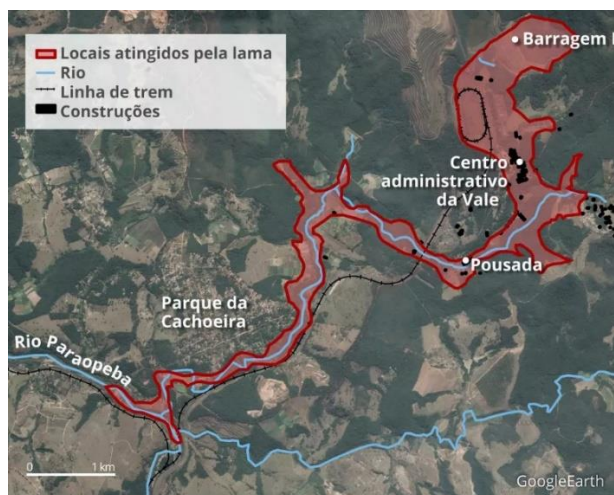 Locais atingidos pela lama
Rio
Linha de trem
Construções
Barragem
Centro
administrativo
da Vale
Pousada
Parque da
Cachoeira
Rio Paraopeba
0 1 km
GoogleEarth